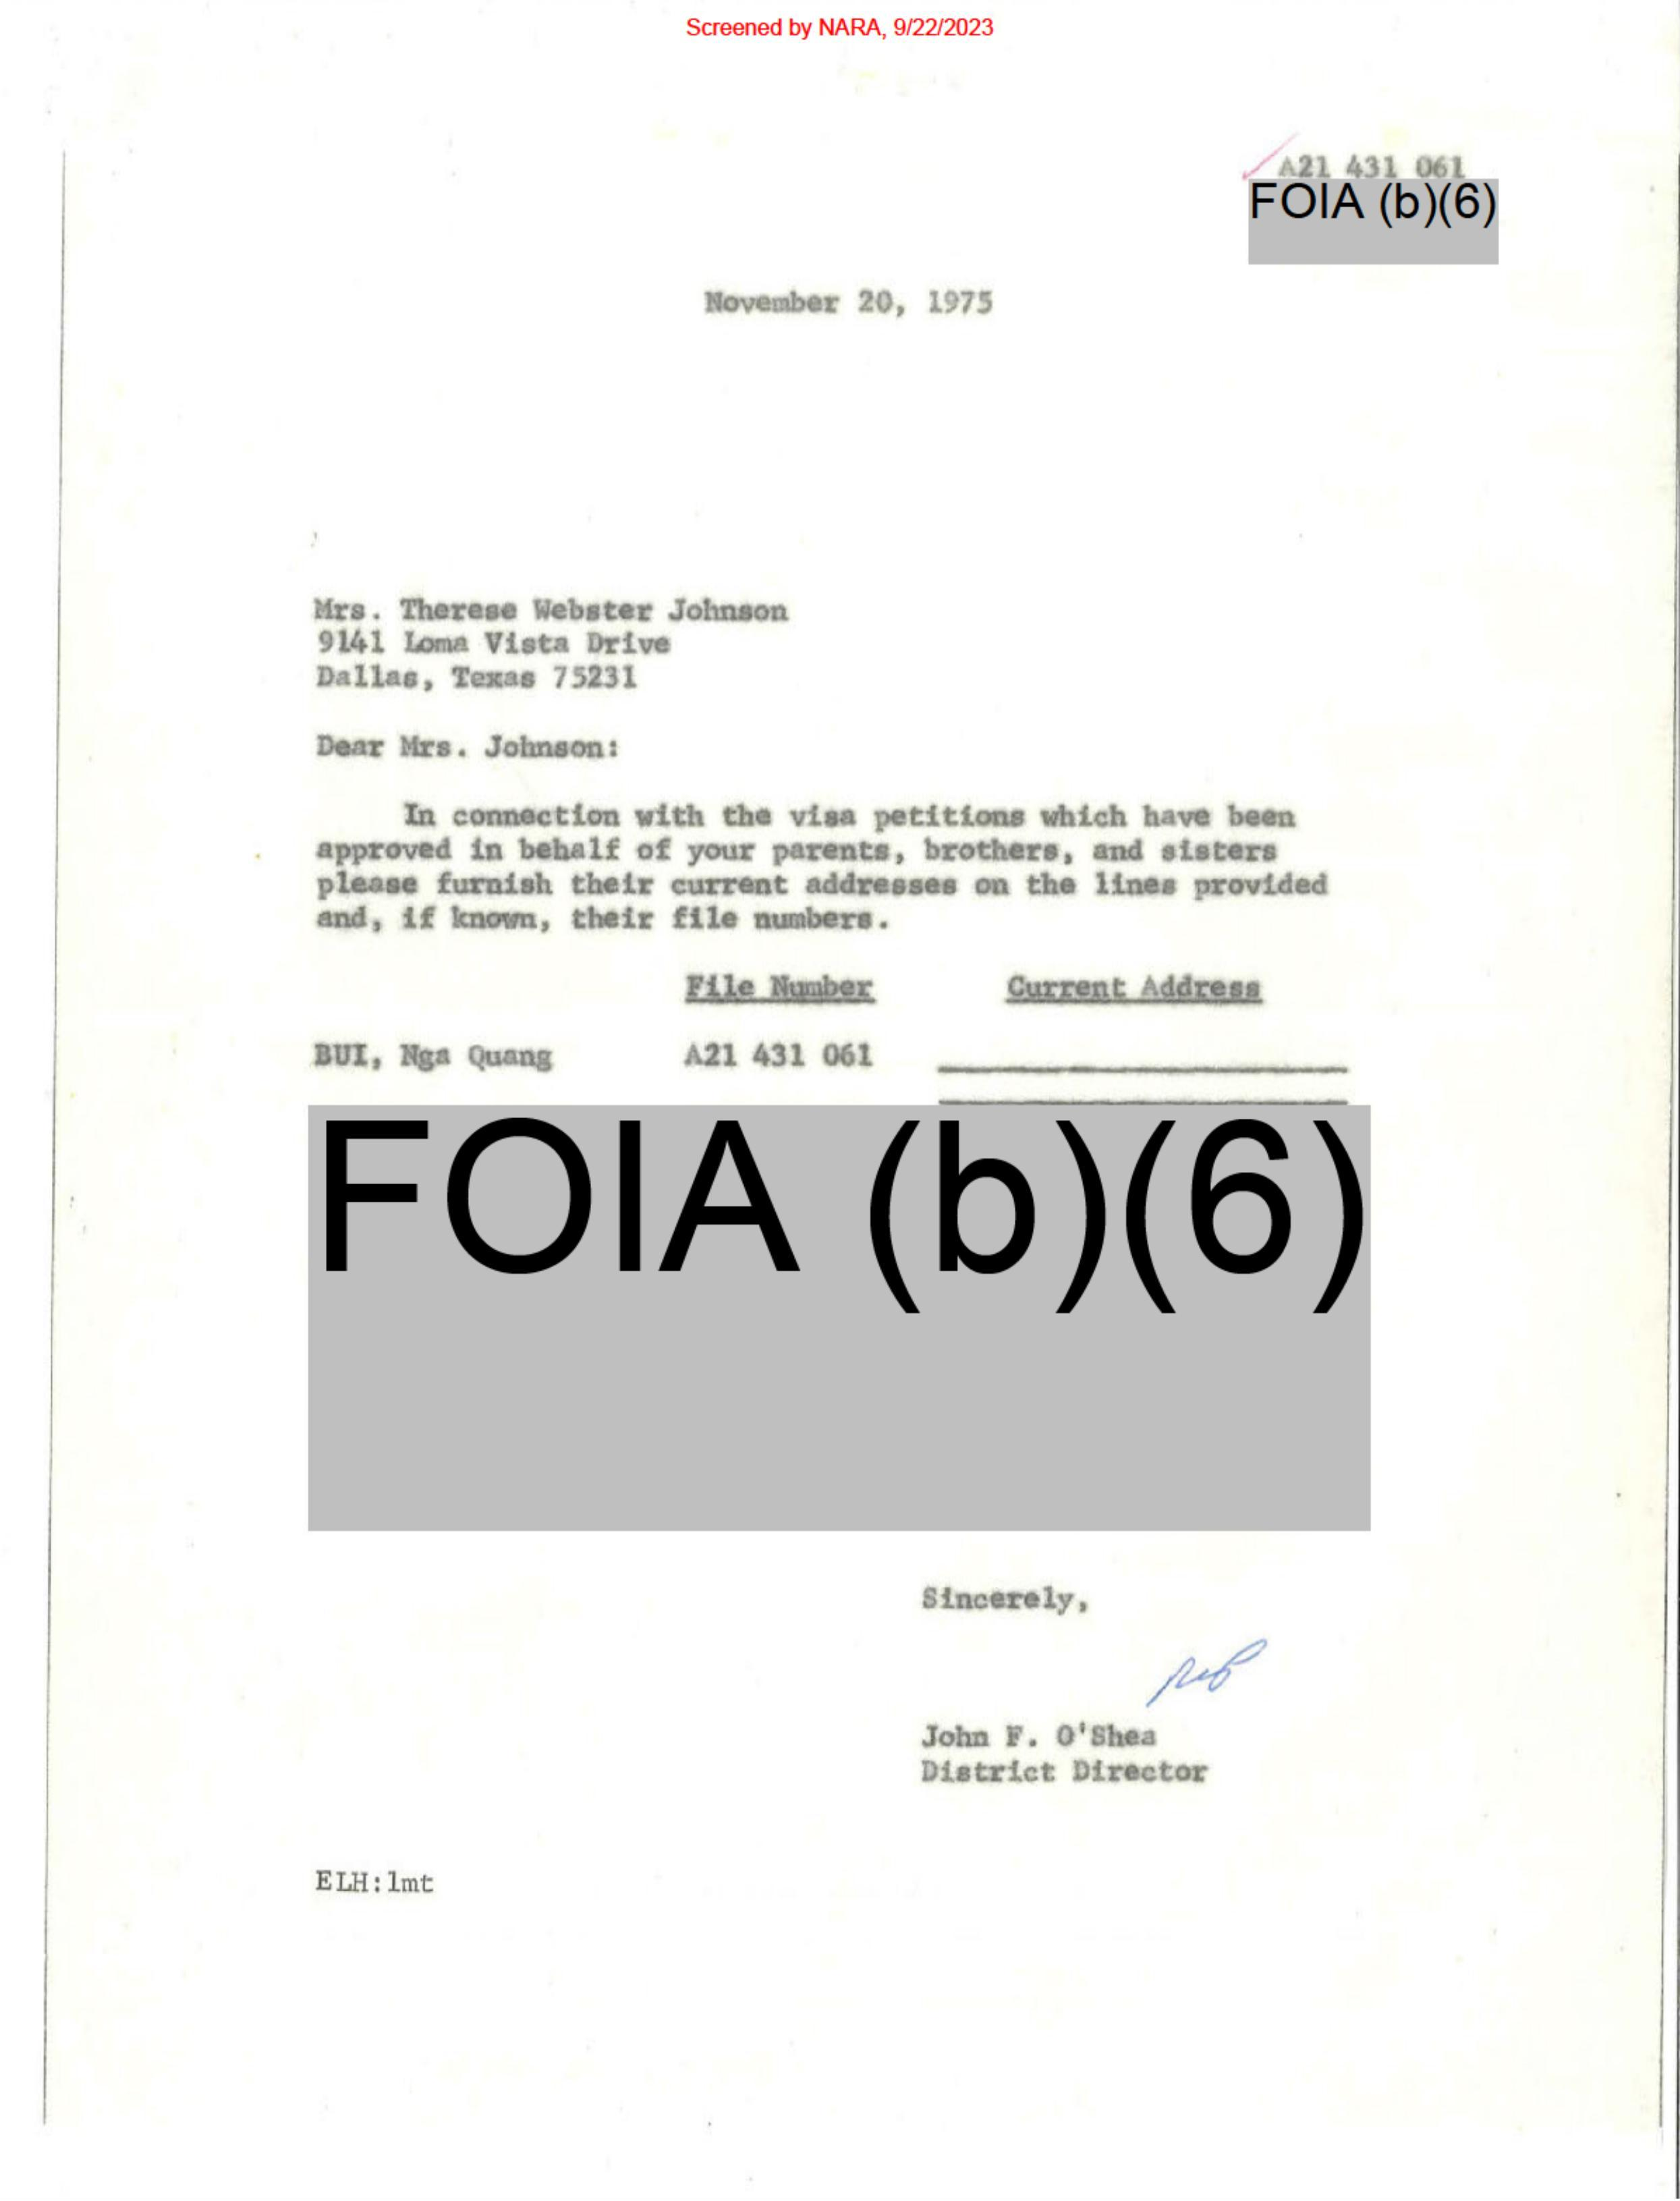 Screened by NARA, 9/22/2023
A21 431 061
FOIA (b)(6)
November 20, 1975
Mrs. Therese Webster Johnson
9141 Loma Vista Drive
Dallas, Texas 75231
Dear Mrs. Johnson:
In connection with the visa petitions which have been
approved in behalf of your parents, brothers, and sisters
please furnish their current addresses on the lines provided
and, if known, their file numbers.
File Number Current Address
BUI, Nga Quang A21 431 061
FOIA (b)(6)
Sincerely,
John F. O'Shea
District Director
ELH:lmt